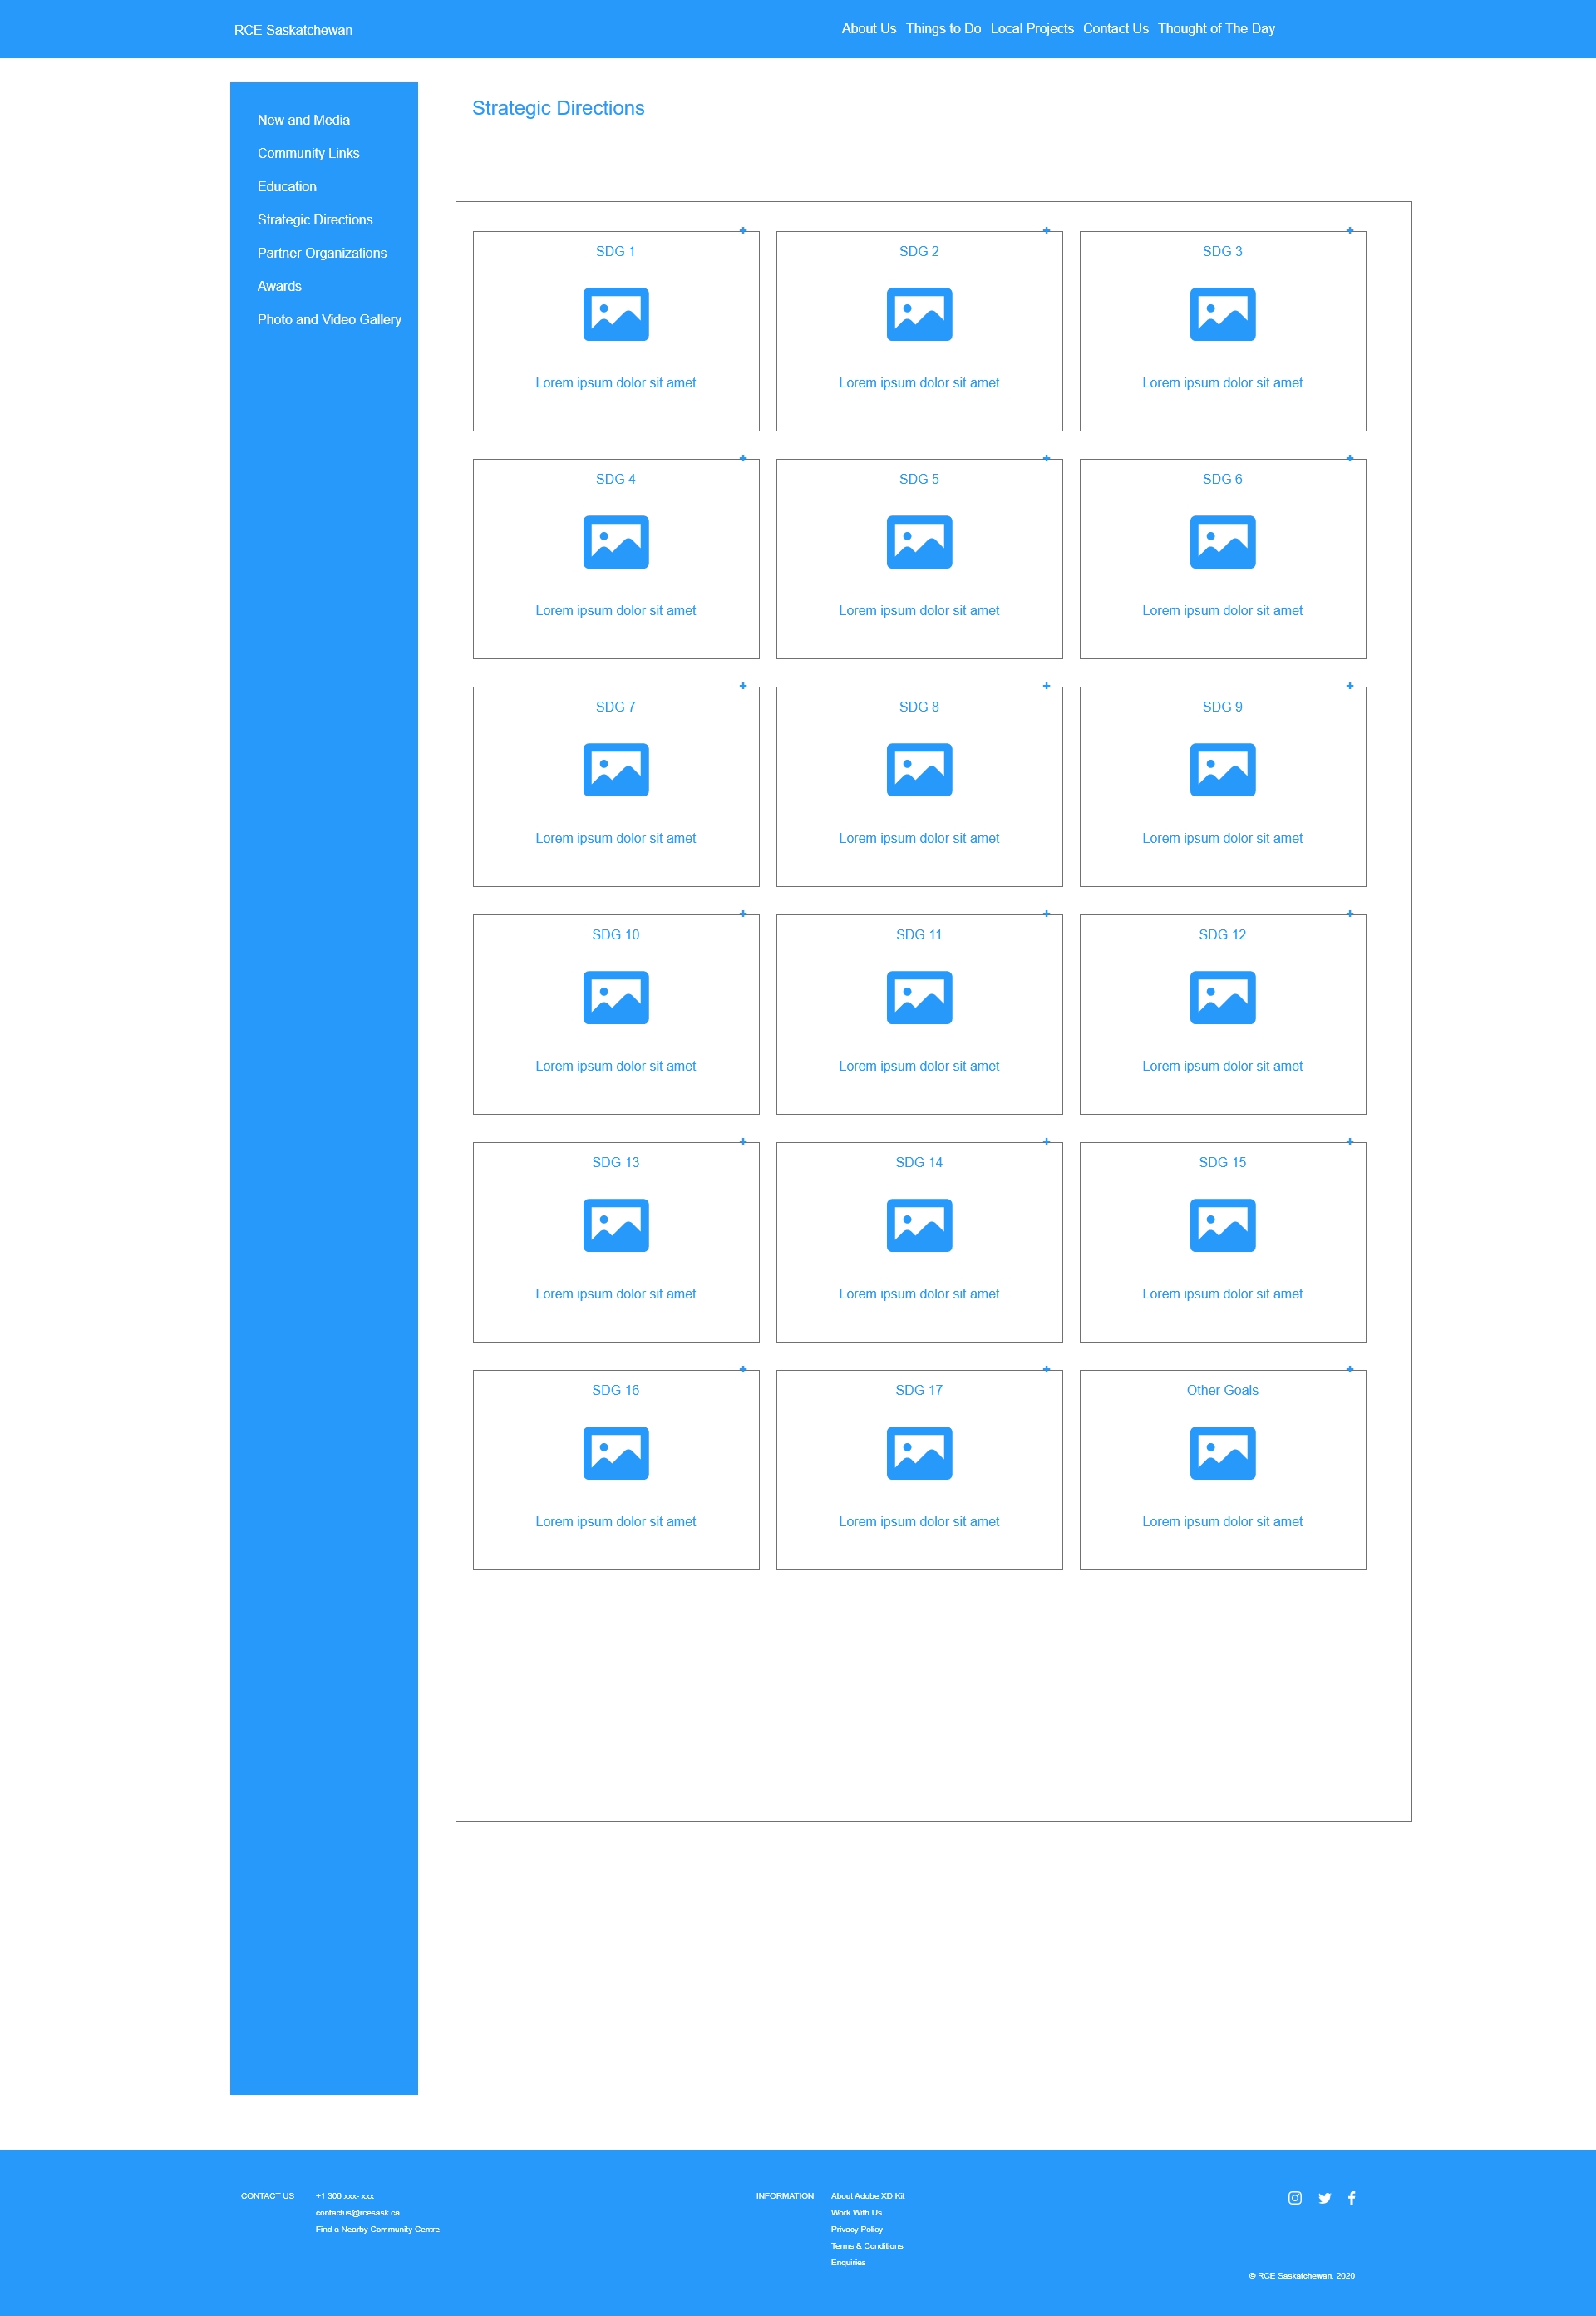 RCE Saskatchewan
About Us Things to Do Local Projects Contact Us Thought of The Day
New and Media
Community Links
Education
Strategic Directions
Partner Organizations
Awards
Photo and Video Gallery
Strategic Directions
SDG 1 SDG 2 SDG 3
Lorem ipsum dolor sit amet Lorem ipsum dolor sit amet Lorem ipsum dolor sit amet
SDG 4 SDG 5 SDG 6
Lorem ipsum dolor sit amet Lorem ipsum dolor sit amet Lorem ipsum dolor sit amet
SDG 7 SDG 8 SDG 9
Lorem ipsum dolor sit amet Lorem ipsum dolor sit amet Lorem ipsum dolor sit amet
SDG 10 SDG 11 SDG 12
Lorem ipsum dolor sit amet Lorem ipsum dolor sit amet Lorem ipsum dolor sit amet
SDG 13 SDG 14 SDG 15
Lorem ipsum dolor sit amet Lorem ipsum dolor sit amet Lorem ipsum dolor sit amet
SDG 16 SDG 17 Other Goals
Lorem ipsum dolor sit amet Lorem ipsum dolor sit amet Lorem ipsum dolor sit amet
CONTACT US
+1 306 xxx- xxx
contactus@rcesask.ca
Find a Nearby Community Centre
INFORMATION
About Adobe XD Kit
Work With Us
Privacy Policy
Terms & Conditions
Enquiries
© RCE Saskatchewan, 2020